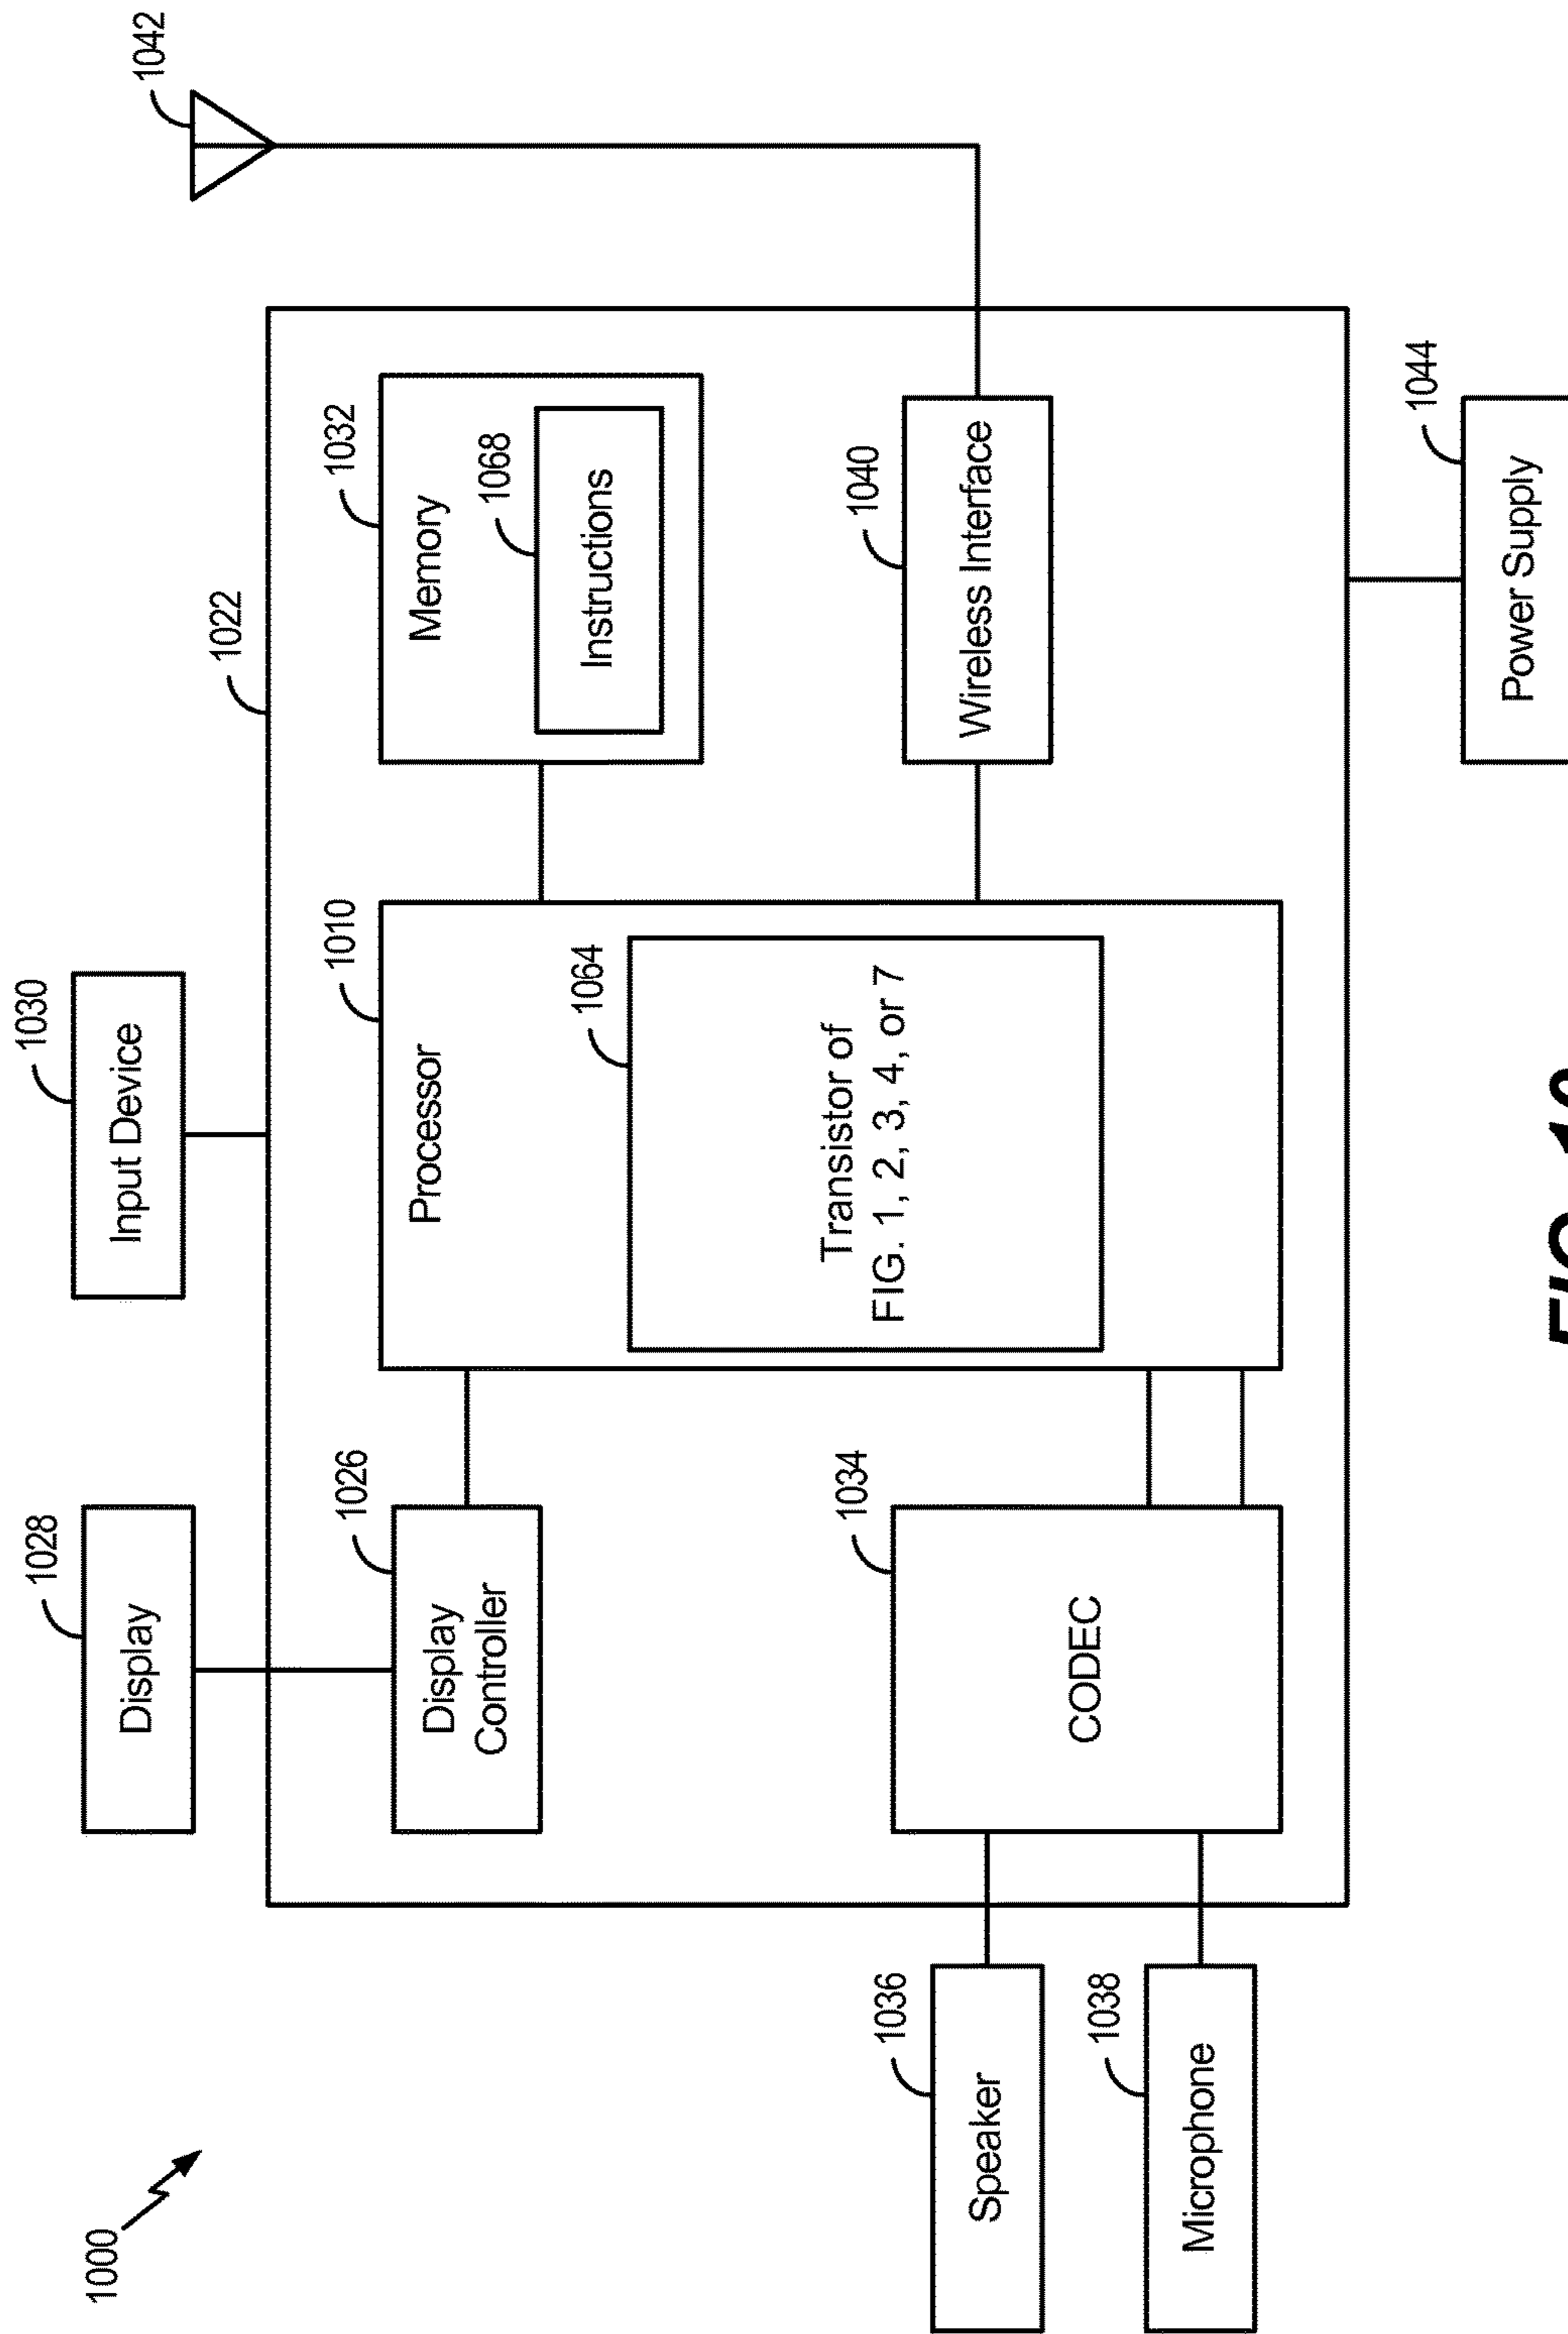 1000
1028
Display
1030
Input Device
1042
1022
1026
Display
Controller
1010
Processor
1064
Transistor of
FIG. 1, 2, 3, 4, or 7
1032
Memory
1068
Instructions
1034
CODEC
1040
Wireless Interface
1036
Speaker
1038
Microphone
1044
Power Supply